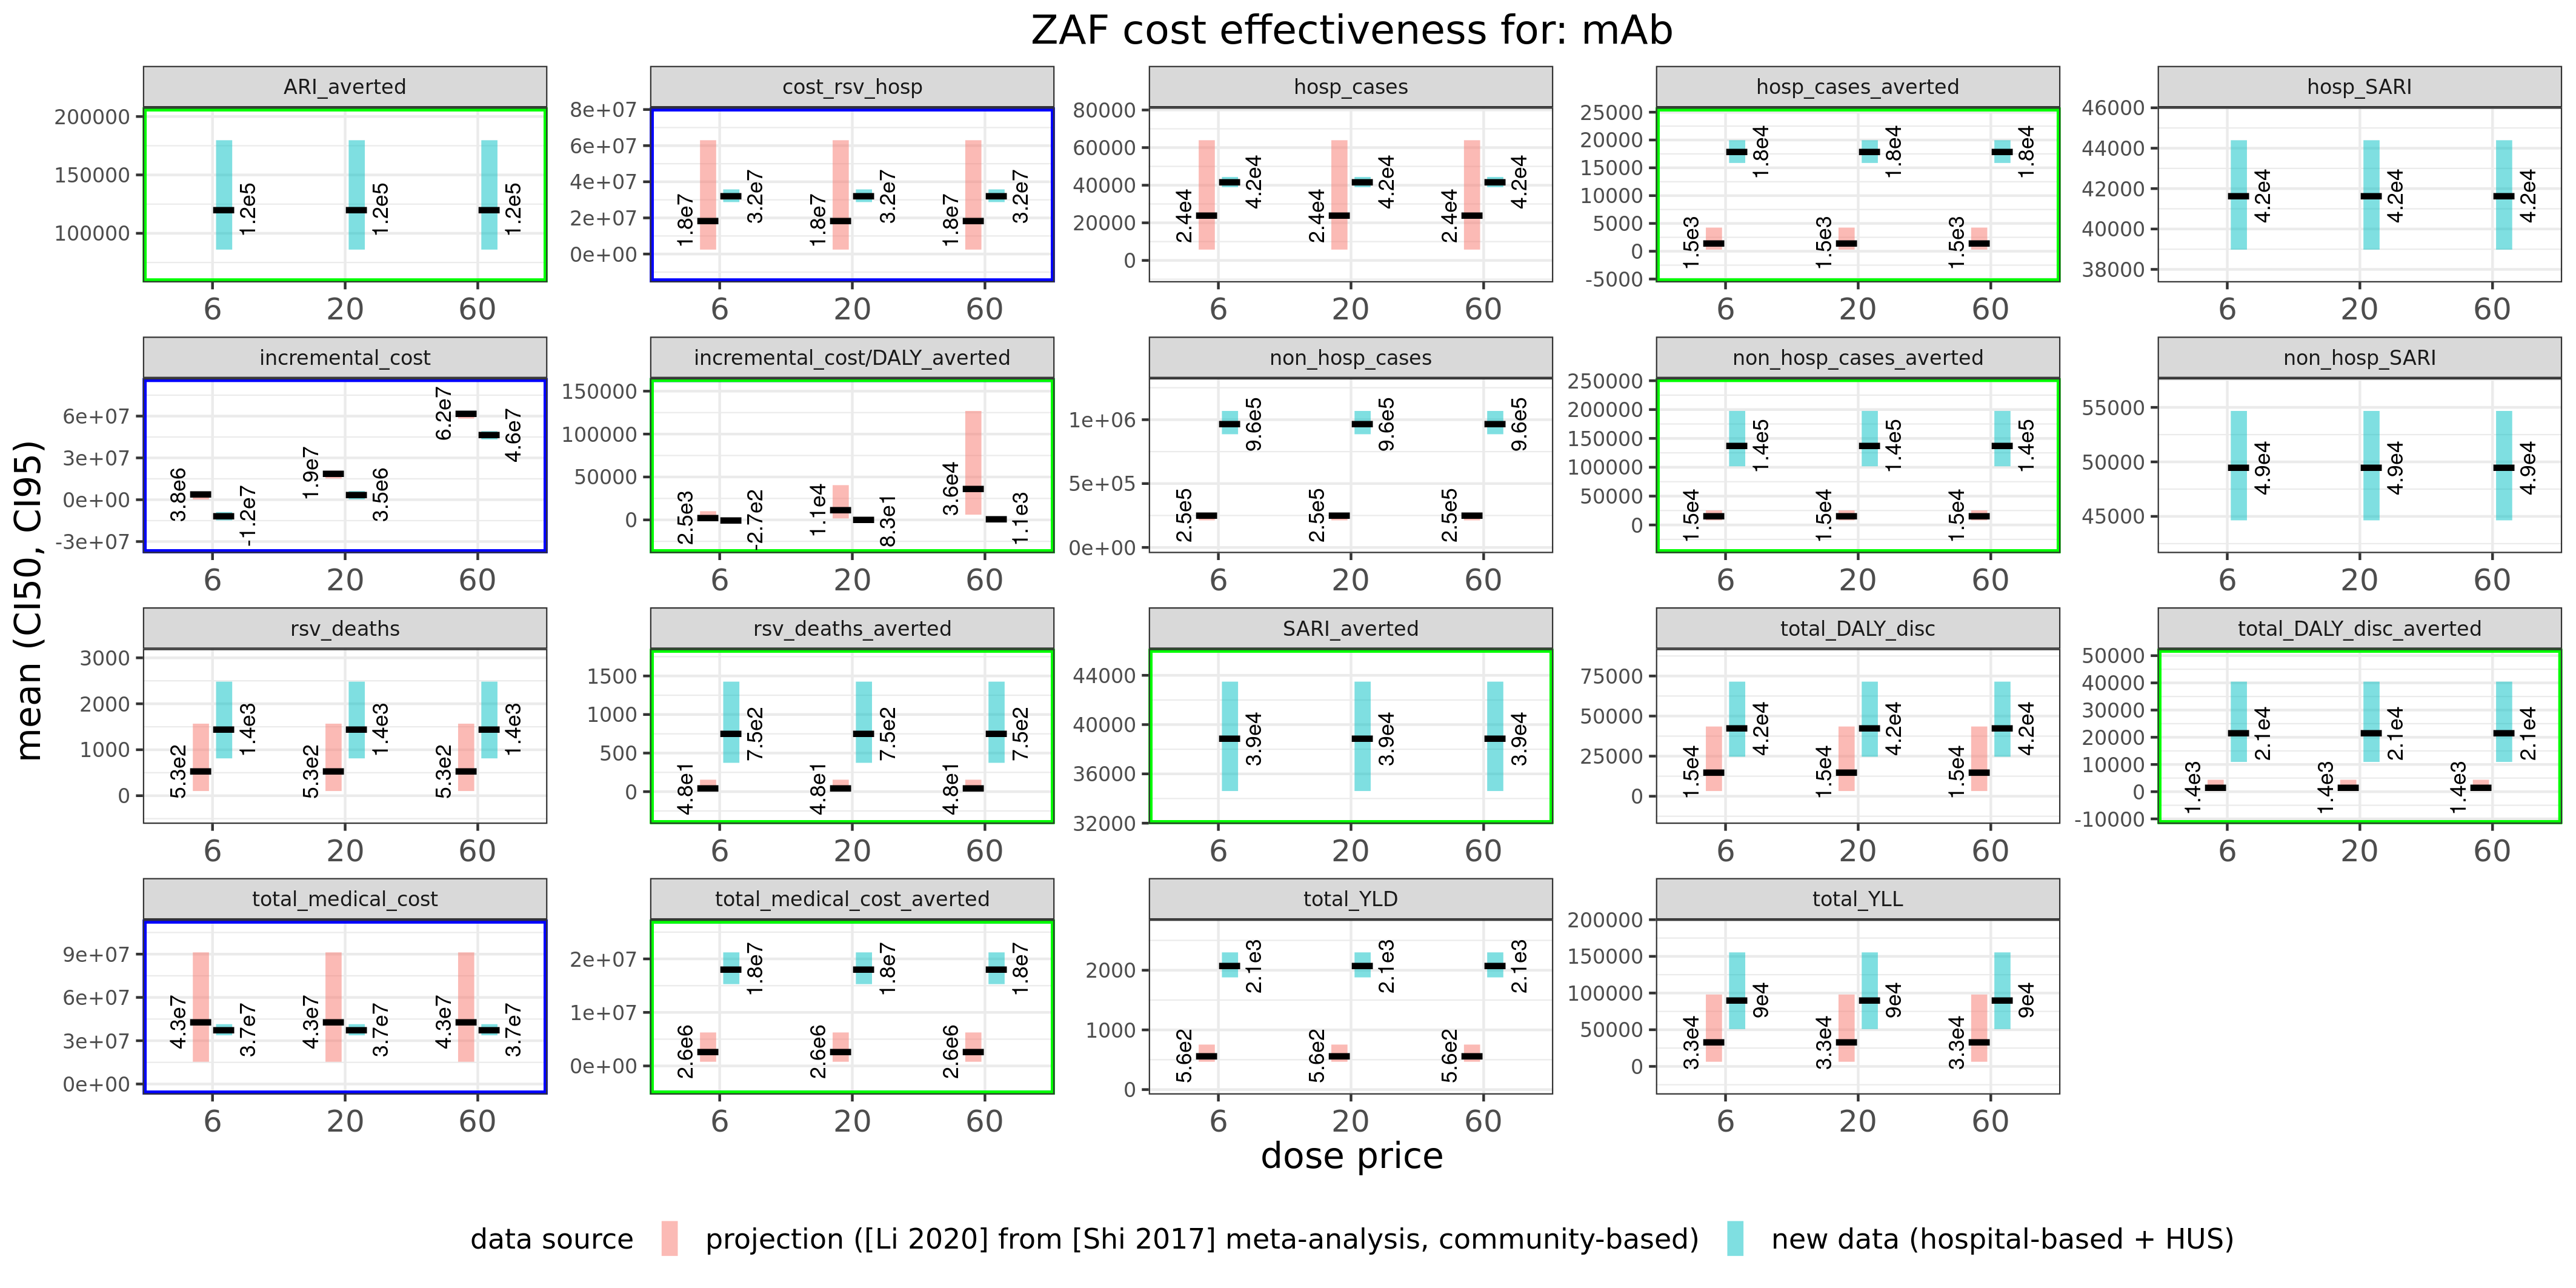 ZAF cost effectiveness for: mAb
mean (CI50, CI95)
ARI_averted
200000
150000
100000
1.2e5
1.2e5
1.2e5
6 20 60
cost_rsv_hosp
8e+07
6e+07
4e+07
2e+07
0e+00
1.8e7 3.2e7
1.8e7 3.2e7
1.8e7 3.2e7
6 20 60
hosp_cases
80000
60000
40000
20000
0
2.4e4 4.2e4
2.4e4 4.2e4
2.4e4 4.2e4
6 20 60
hosp_cases_averted
25000
20000
15000
10000
5000
0
-5000
1.5e3 1.8e4
1.5e3 1.8e4
1.5e3 1.8e4
6 20 60
hosp_SARI
46000
44000
42000
40000
38000
4.2e4
4.2e4
4.2e4
6 20 60
incremental_cost
6e+07
3e+07
0e+00
-3e+07
3.8e6 -1.2e7
1.9e7 3.5e6
6.2e7 4.6e7
6 20 60
incremental_cost/DALY_averted
150000
100000
50000
0
2.5e3 -2.7e2
1.1e4 8.3e1
3.6e4 1.1e3
6 20 60
non_hosp_cases
1e+06
5e+05
0e+00
2.5e5 9.6e5
2.5e5 9.6e5
2.5e5 9.6e5
6 20 60
non_hosp_cases_averted
250000
200000
150000
100000
50000
0
1.5e4 1.4e5
1.5e4 1.4e5
1.5e4 1.4e5
6 20 60
non_hosp_SARI
55000
50000
45000
4.9e4
4.9e4
4.9e4
6 20 60
rsv_deaths
3000
2000
1000
0
5.3e2 1.4e3
5.3e2 1.4e3
5.3e2 1.4e3
6 20 60
rsv_deaths_averted
1500
1000
500
0
4.8e1 7.5e2
4.8e1 7.5e2
4.8e1 7.5e2
6 20 60
SARI_averted
44000
40000
36000
32000
3.9e4
3.9e4
3.9e4
6 20 60
total_DALY_disc
75000
50000
25000
0
1.5e4 4.2e4
1.5e4 4.2e4
1.5e4 4.2e4
6 20 60
total_DALY_disc_averted
50000
40000
30000
20000
10000
0
-10000
1.4e3 2.1e4
1.4e3 2.1e4
1.4e3 2.1e4
6 20 60
total_medical_cost
9e+07
6e+07
3e+07
0e+00
4.3e7 3.7e7
4.3e7 3.7e7
4.3e7 3.7e7
6 20 60
total_medical_cost_averted
2e+07
1e+07
0e+00
2.6e6 1.8e7
2.6e6 1.8e7
2.6e6 1.8e7
6 20 60
total_YLD
2000
1000
0
5.6e2 2.1e3
5.6e2 2.1e3
5.6e2 2.1e3
6 20 60
total_YLL
200000
150000
100000
50000
0
3.3e4 9e4
3.3e4 9e4
3.3e4 9e4
6 20 60
dose price
data source projection ([Li 2020] from [Shi 2017] meta-analysis, community-based) new data (hospital-based + HUS)